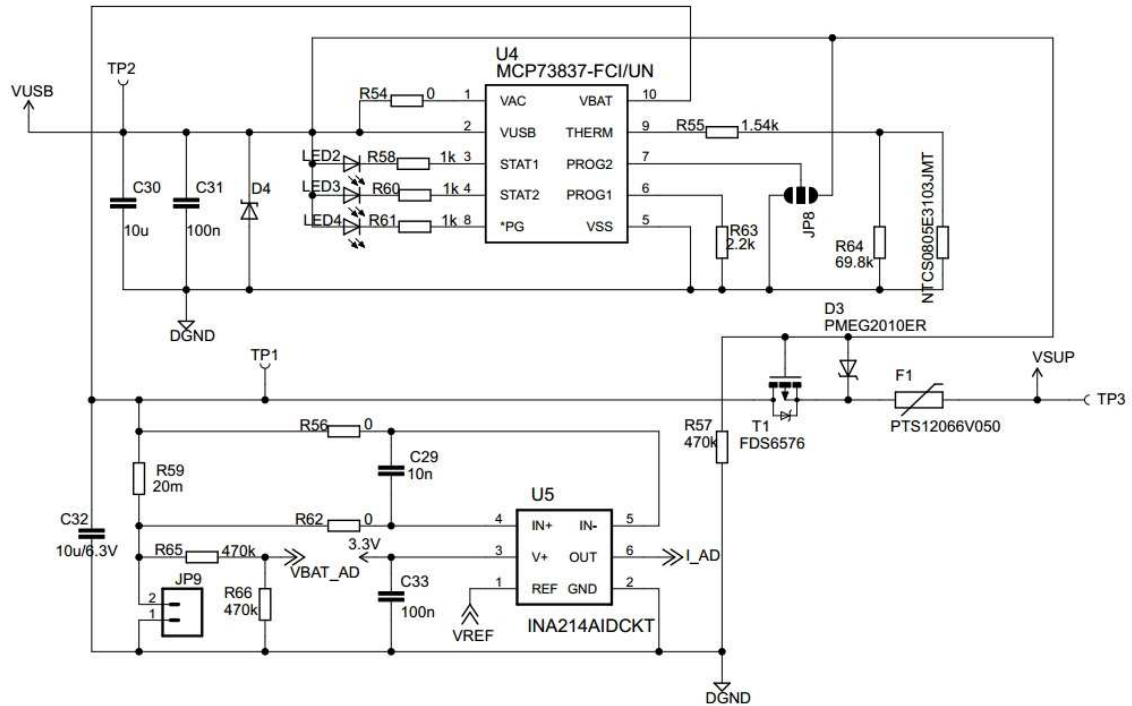 U4
MCP73837-FCI/UN
TP2
VUSB
R54 0
1 VAC VBAT 10
2 VUSB THERM 9
R55 1.54k
LED2 R58 1k
3 STAT1 PROG2 7
LED3 R60 1k
4 STAT2 PROG1 6
LED4 R61 1k
8 *PG VSS 5
C30
10u
C31
100n
D4
R63
2.2k
JP8
R64
69.8k
NTCS0805E3103JMT
DGND
D3
PMEG2010ER
TP1
VSUP
F1
TP3
PTS12066V050
T1
FDS6576
R57
470k
R56 0
R59
20m
C29
10n
U5
C32
10u/6.3V
R62 0
4 IN+ IN- 5
3.3V
R65 470k
VBAT_AD
3 V+ OUT 6
I_AD
JP9
2
1
R66
470k
C33
100n
1 REF GND 2
VREF
INA214AIDCKT
DGND